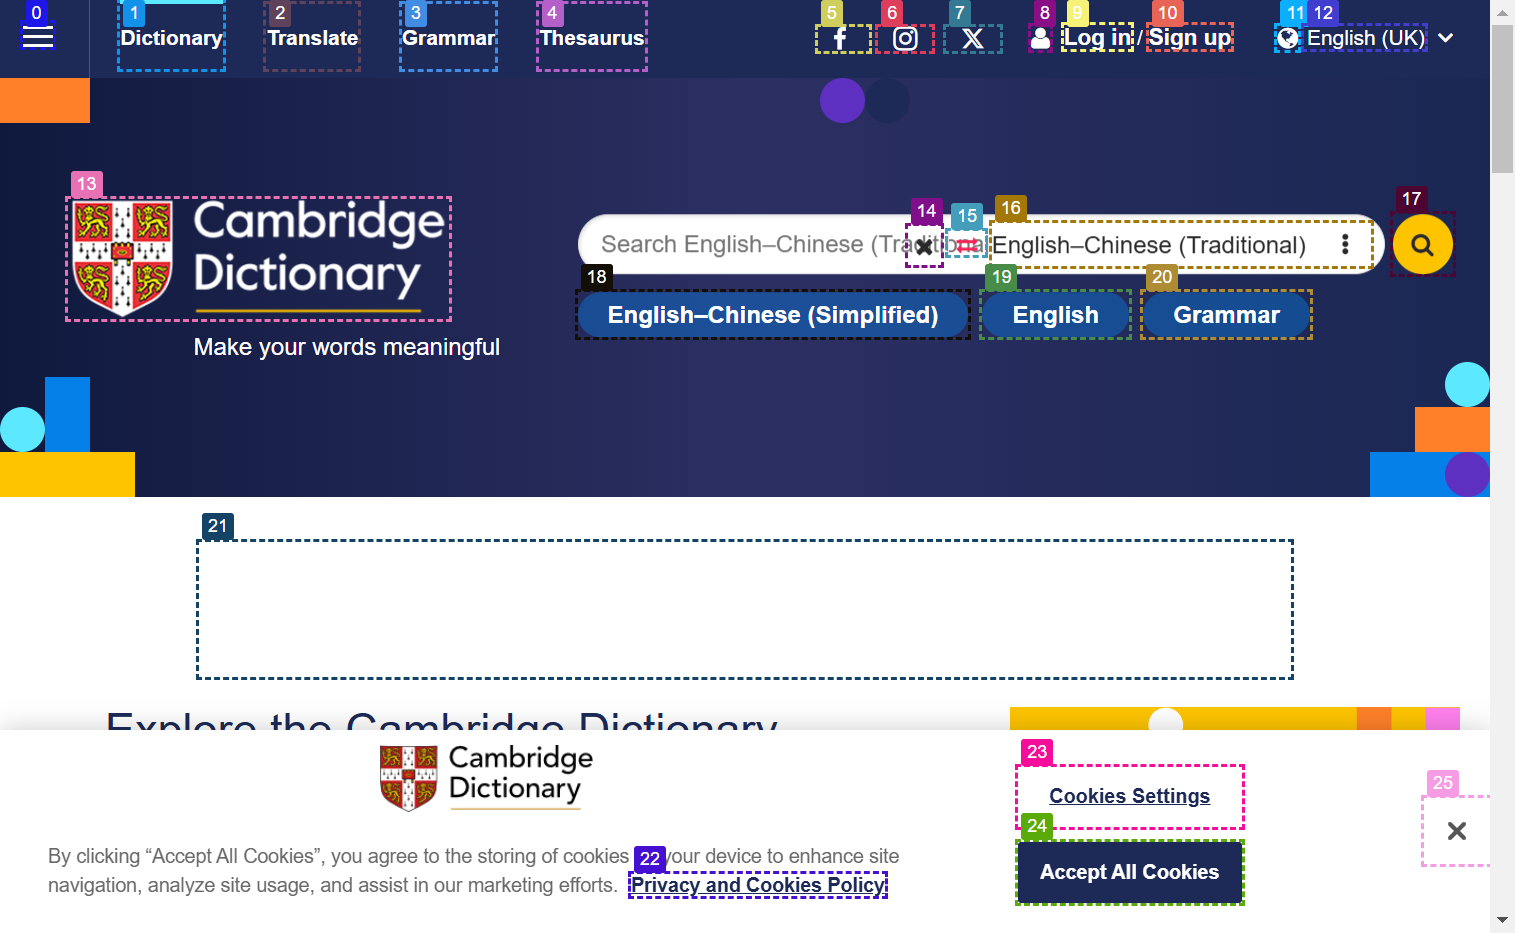 Dictionary
Translate
Grammar
Thesaurus
Log in / Sign up
English (UK)
Cambridge
Dictionary
Make your words meaningful
Search English–Chinese (Traditional)
English–Chinese (Traditional)
English–Chinese (Simplified)
English
Grammar
Explore the Cambridge Dictionary
Cambridge
Dictionary
By clicking “Accept All Cookies”, you agree to the storing of cookies your device to enhance site
navigation, analyze site usage, and assist in our marketing efforts. Privacy and Cookies Policy
Cookies Settings
Accept All Cookies
0
1
2
3
4
5
6
7
8
9
10
11
12
13
14
15
16
17
18
19
20
21
22
23
24
25